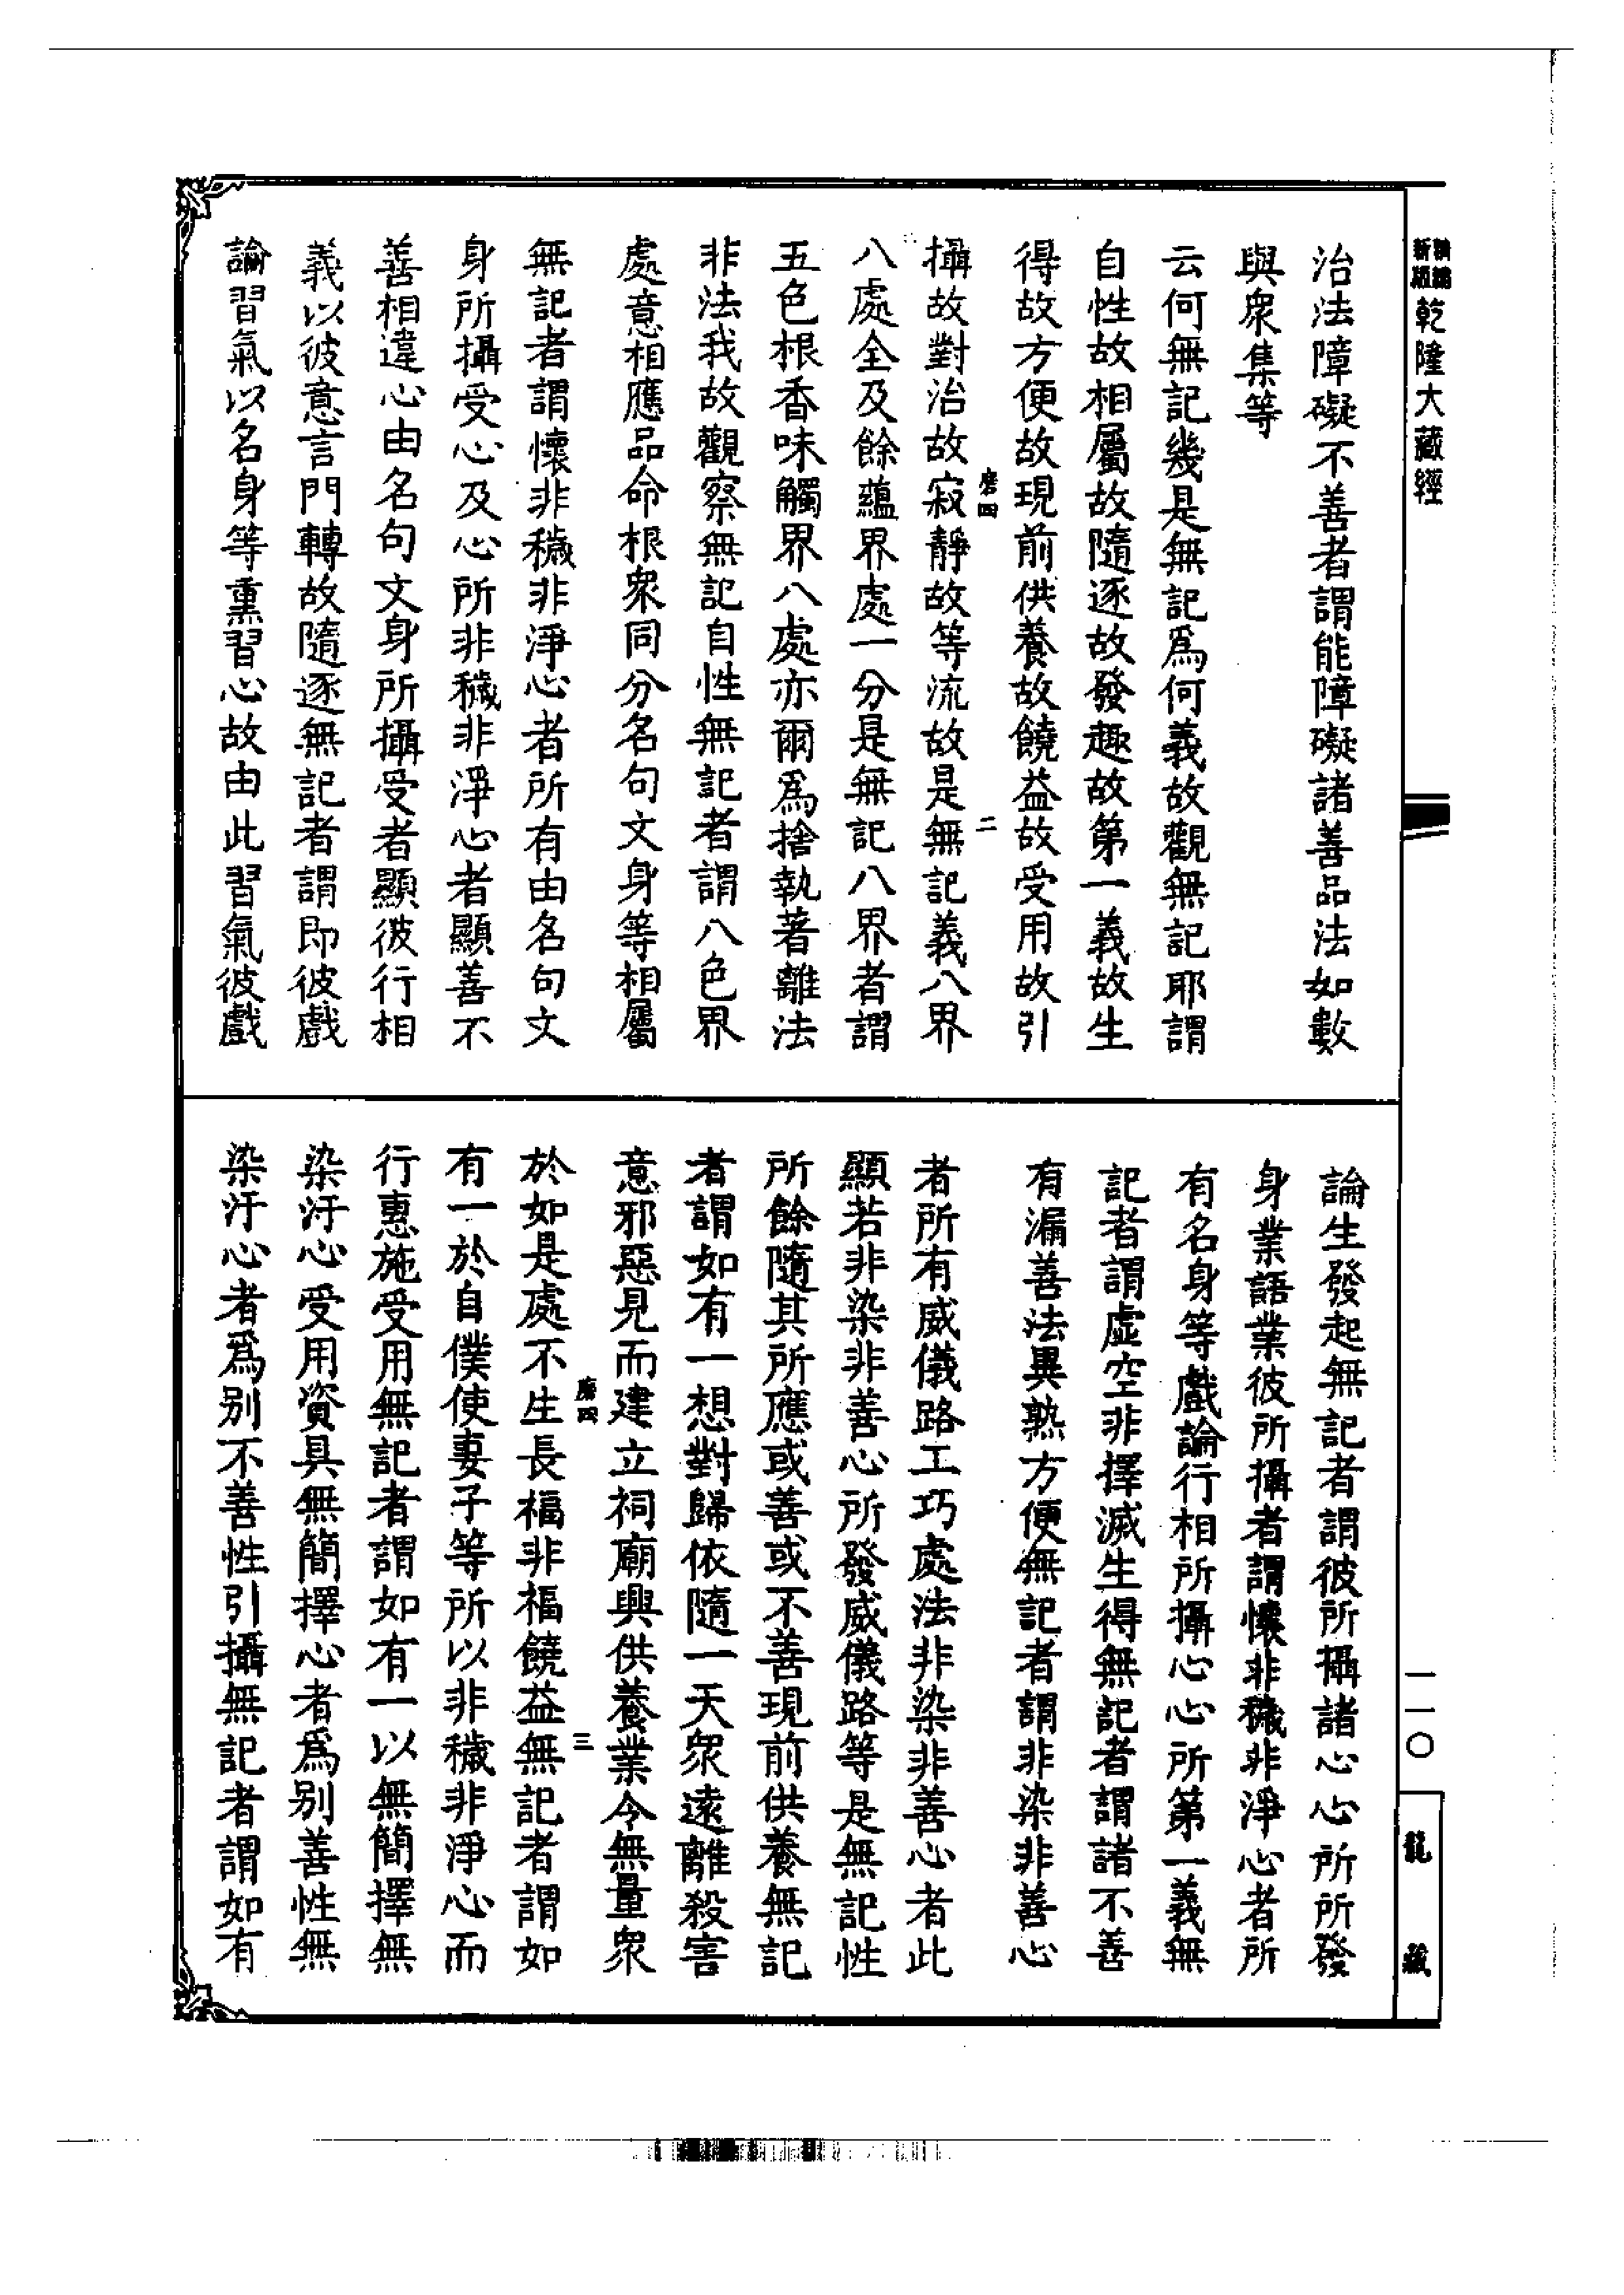 精編
新版
乾隆大藏經
治法障礙不善者謂能障礙諸善品法如數
與衆集等
云何無記幾是無記爲何義故觀無記耶謂
自性故相屬故隨逐故發趣故第一義故生
得故方便故現前供養故饒益故受用故引
磨四
二
攝故對治故寂靜故等流故是無記義八界
八處全及餘蘊界處一分是無記八界者謂
五色根香味觸界八處亦爾爲捨執著離法
非法我故觀察無記自性無記者謂八色界
處意相應品命根衆同分名句文身等相屬
無記者謂懷非穢非淨心者所有由名句文
身所攝受心及心所非穢非淨心者顯善不
善相違心由名句文身所攝受者顯彼行相
義以彼意言門轉故隨逐無記者謂即彼戲
論習氣以名身等熏習心故由此習氣彼戲
論生發起無記者謂彼所攝諸心心所所發
身業語業彼所攝者謂懷非穢非淨心者所
有名身等戲論行相所攝心心所第一義無
記者謂虛空非擇滅生得無記者謂諸不善
有漏善法異熟方便無記者謂非染非善心
者所有威儀路工巧處法非染非善心者此
顯若非染非善心所發威儀路等是無記性
所餘隨其所應或善或不善現前供養無記
者謂如有一想對歸依隨一天衆遠離殺害
意邪惡見而建立祠廟興供養業令無量衆
磨四
三
於如是處不生長福非福饒益無記者謂如
有一於自僕使妻子等所以非穢非淨心而
行惠施受用無記者謂如有一以無簡擇無
染汙心受用資具無簡擇心者爲別善性無
染汙心者爲別不善性引攝無記者謂如有
一一〇
龍藏